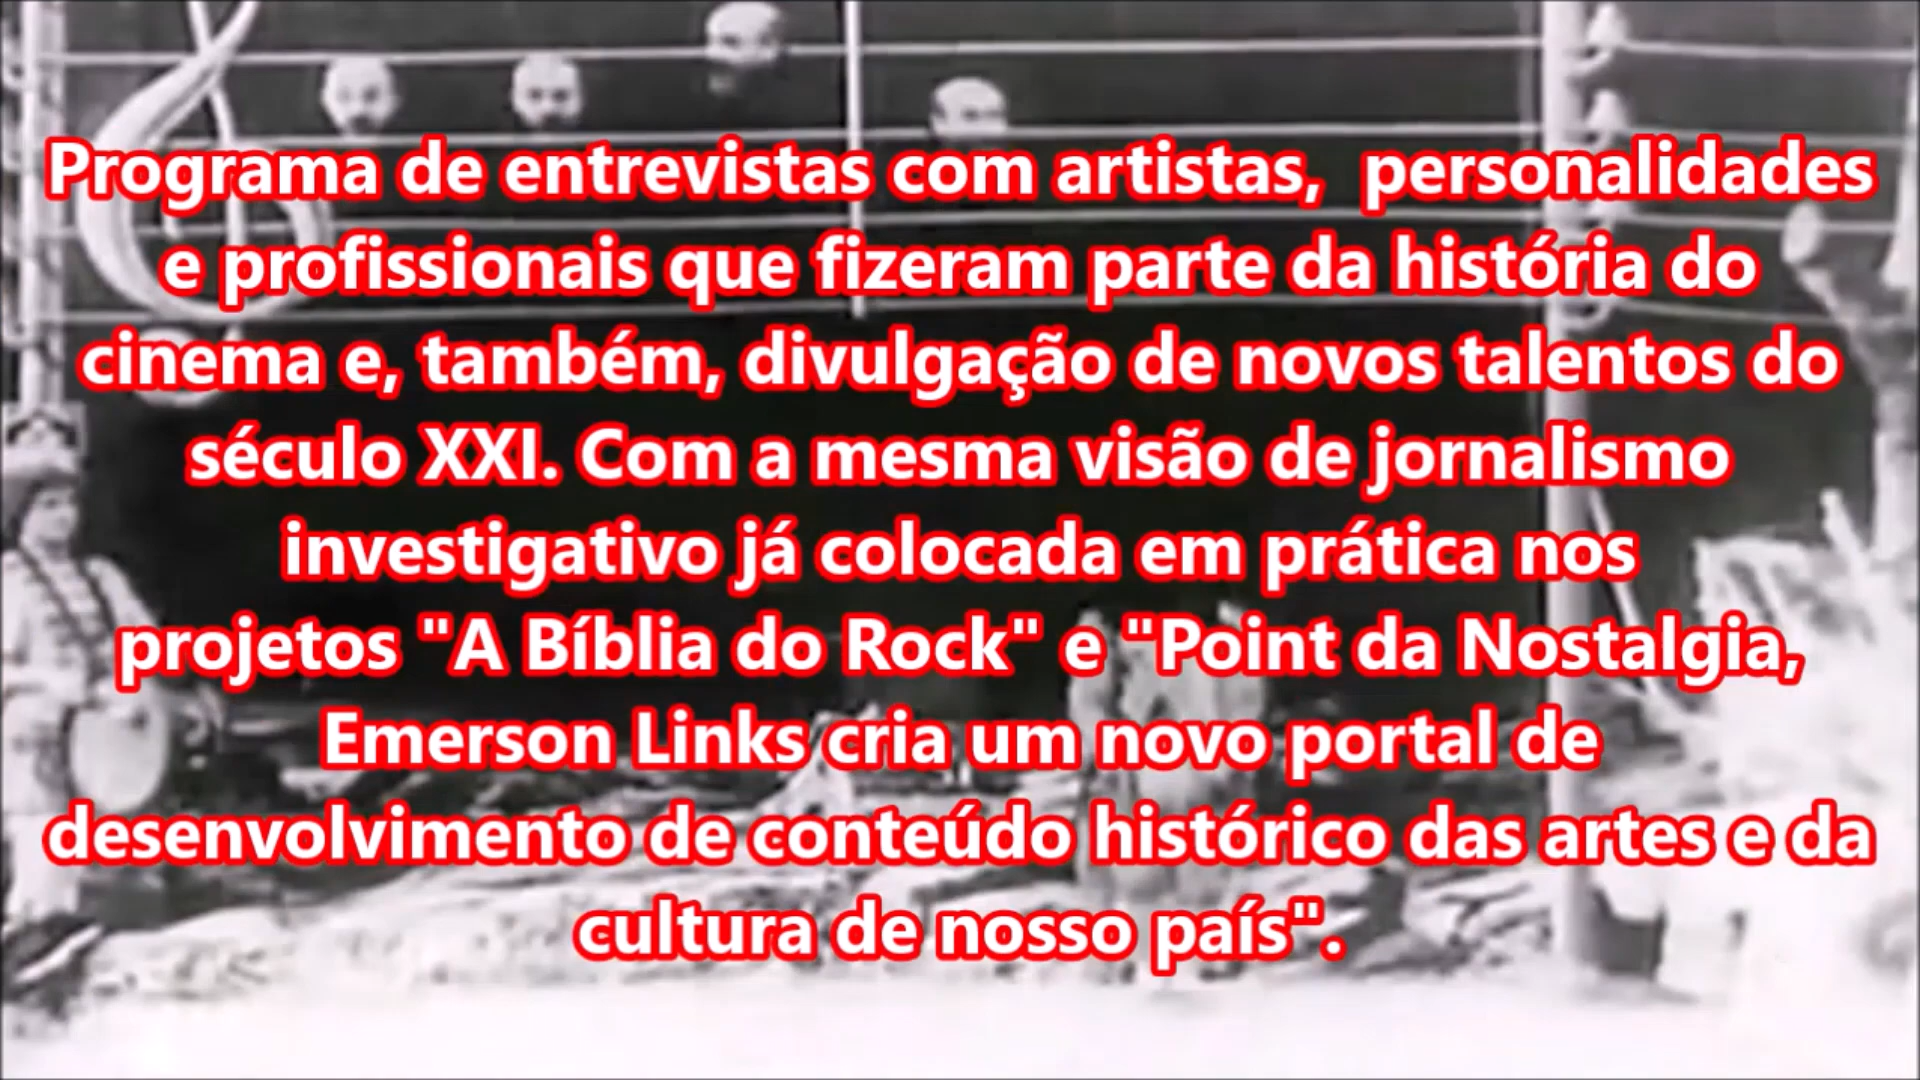 Programa de entrevistas com artistas,  personalidades
e profissionais que fizeram parte da história do
cinema e, também, divulgação de novos talentos do
século XXI. Com a mesma visão de jornalismo
investigativo já colocada em prática nos
projetos "A Bíblia do Rock" e "Point da Nostalgia,
Emerson Links cria um novo portal de
desenvolvimento de conteúdo histórico das artes e da
cultura de nosso país".